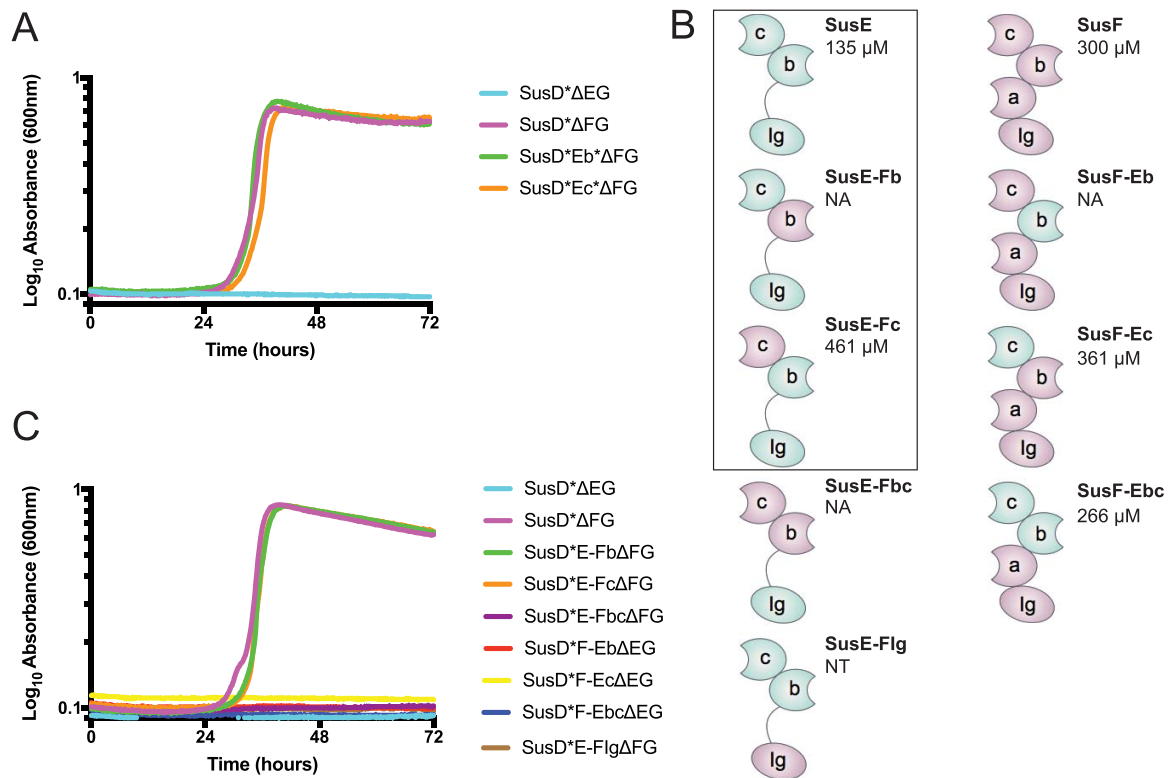 A
1
0.1
Log10 Absorbance (600nm)
0
24
48
72
Time (hours)
SusD*ΔEG
SusD*ΔFG
SusD*Eb*ΔFG
SusD*Ec*ΔFG
B
c
b
Ig
SusE
135 µM
c
b
a
Ig
SusF
300 µM
c
b
Ig
SusE-Fb
NA
c
b
a
Ig
SusF-Eb
NA
c
b
Ig
SusE-Fc
461 µM
c
b
a
Ig
SusF-Ec
361 µM
c
b
Ig
SusE-Fbc
NA
c
b
a
Ig
SusF-Ebc
266 µM
c
b
Ig
SusE-FIg
NT
C
1
0.1
Log10 Absorbance (600nm)
0
24
48
72
Time (hours)
SusD*ΔEG
SusD*ΔFG
SusD*E-FbΔFG
SusD*E-FcΔFG
SusD*E-FbcΔFG
SusD*F-EbΔEG
SusD*F-EcΔEG
SusD*F-EbcΔEG
SusD*E-FIgΔFG